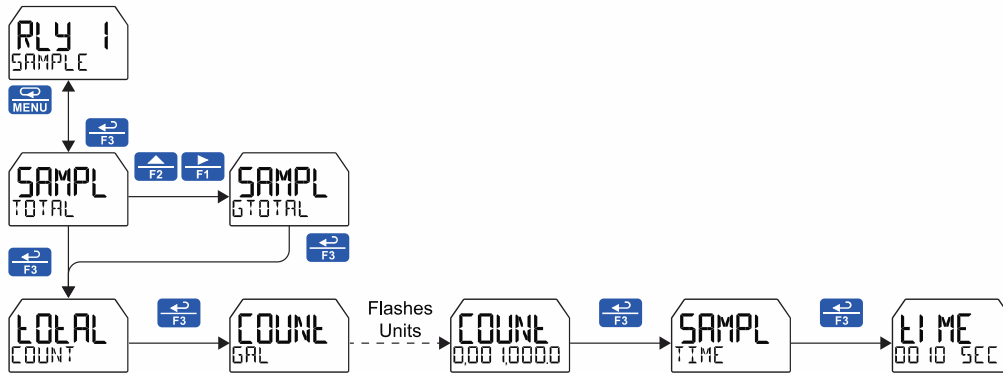 RLY 1
SAMPLE
MENU
F3
F2
F1
SAMPL
TOTAL
SAMPL
GTOTAL
F3
F3
tOtAL
COUNT
F3
COUNt
GAL
Flashes
Units
COUNt
0,001,000.0
F3
SAMPL
TIME
F3
tIME
0010 SEC